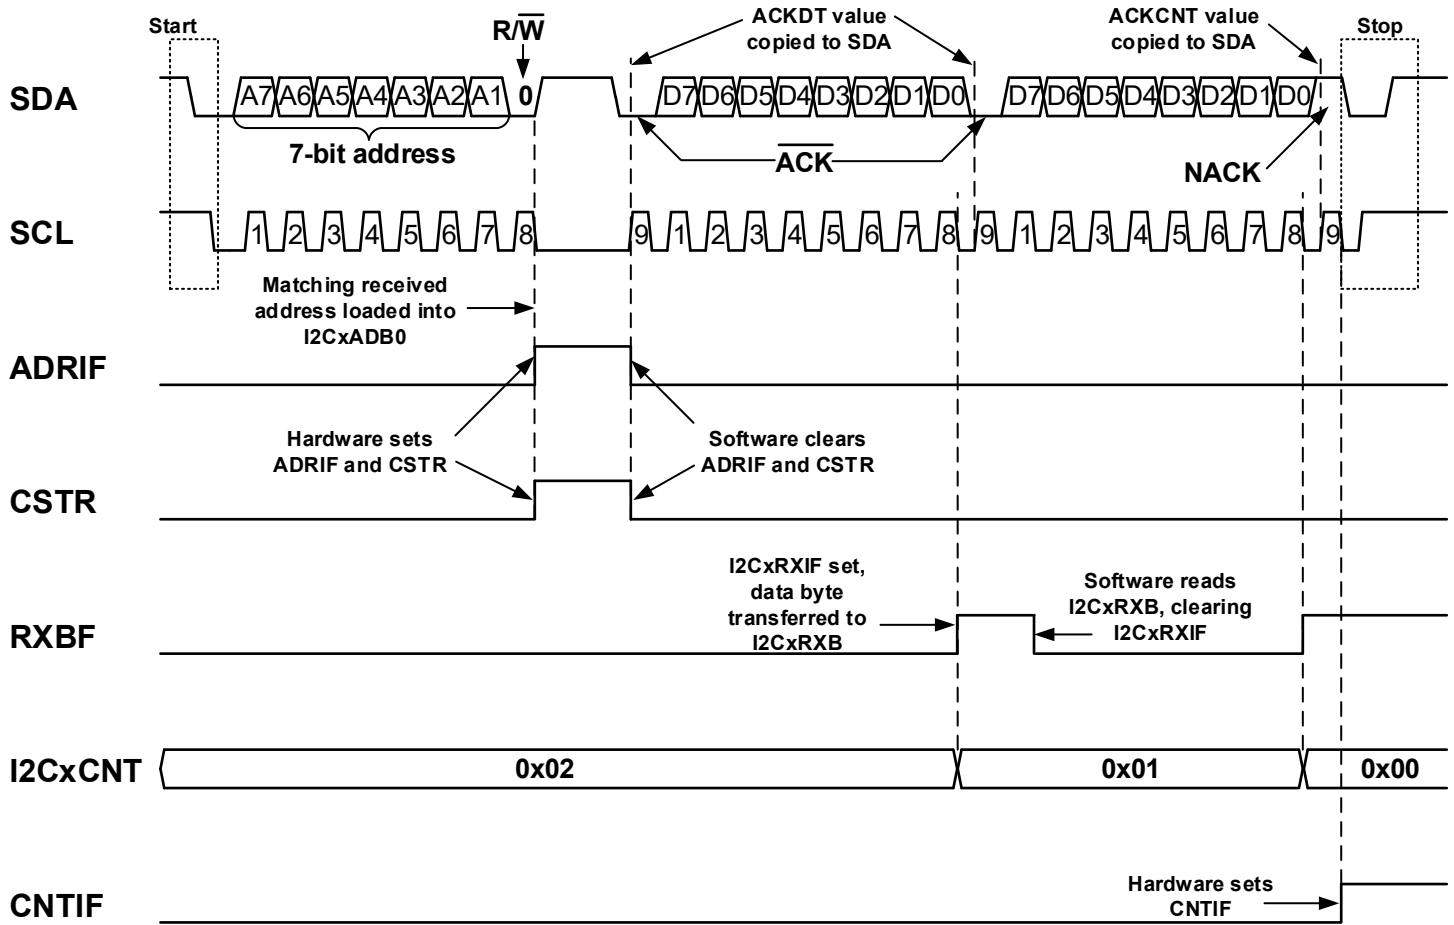 Start
R/W
ACKDT value
copied to SDA
ACKCNT value
copied to SDA
Stop
SDA
A7 A6 A5 A4 A3 A2 A1 0
D7 D6 D5 D4 D3 D2 D1 D0
D7 D6 D5 D4 D3 D2 D1 D0
7-bit address
ACK
NACK
SCL
1 2 3 4 5 6 7 8 9 1 2 3 4 5 6 7 8 9 1 2 3 4 5 6 7 8 9
Matching received
address loaded into
I2CxADB0
ADRIF
Hardware sets
ADRIF and CSTR
Software clears
ADRIF and CSTR
CSTR
I2CxRXIF set,
data byte
transferred to
I2CxRXB
Software reads
I2CxRXB, clearing
I2CxRXIF
RXBF
I2CxCNT
0x02
0x01
0x00
Hardware sets
CNTIF
CNTIF